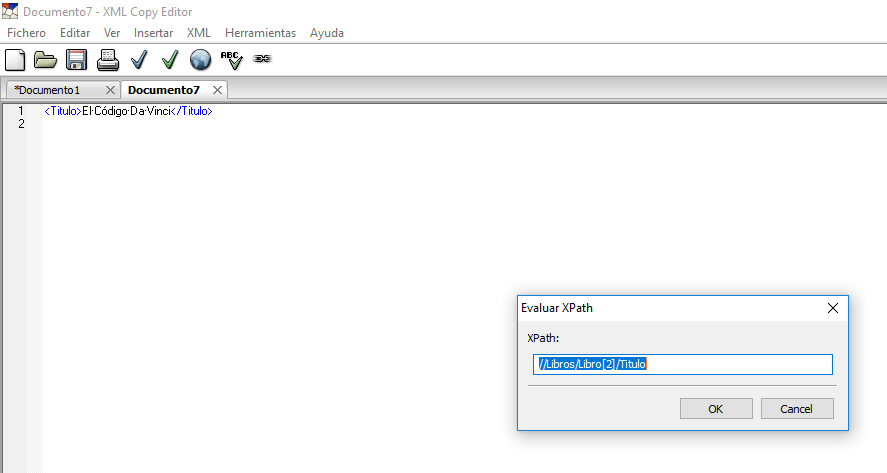 Documento7 - XML Copy Editor
Fichero Editar Ver Insertar XML Herramientas Ayuda
ABC
*Documento1 Documento7
1 <Titulo>El·Código·Da·Vinci</Titulo>
2
Evaluar XPath
XPath:
//Libros/Libro[2]/Titulo
OK Cancel